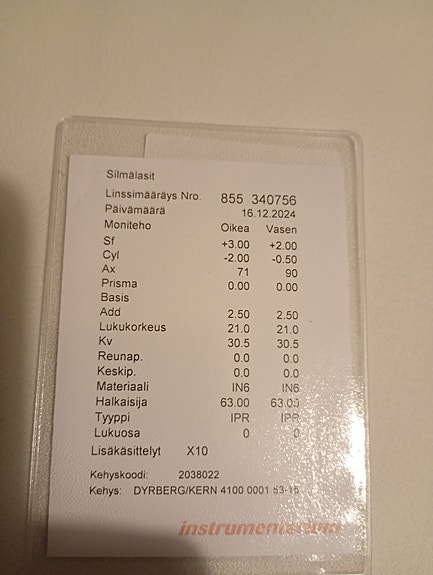 Silmälasit
Linssimääräys Nro. 855 340756
Päivämäärä 16.12.2024
Moniteho Oikea Vasen
Sf +3.00 +2.00
Cyl -2.00 -0.50
Ax 71 90
Prisma 0.00 0.00
Basis
Add 2.50 2.50
Lukukorkeus 21.0 21.0
Kv 30.5 30.5
Reunap. 0.0 0.0
Keskip. 0.0 0.0
Materiaali IN6 IN6
Halkaisija 63.00 63.00
Tyyppi IPR IPR
Lukuosa 0 0
Lisäkäsittelyt X10
Kehyskoodi: 2038022
Kehys: DYRBERG/KERN 4100 0001 53-15
instrumentarium